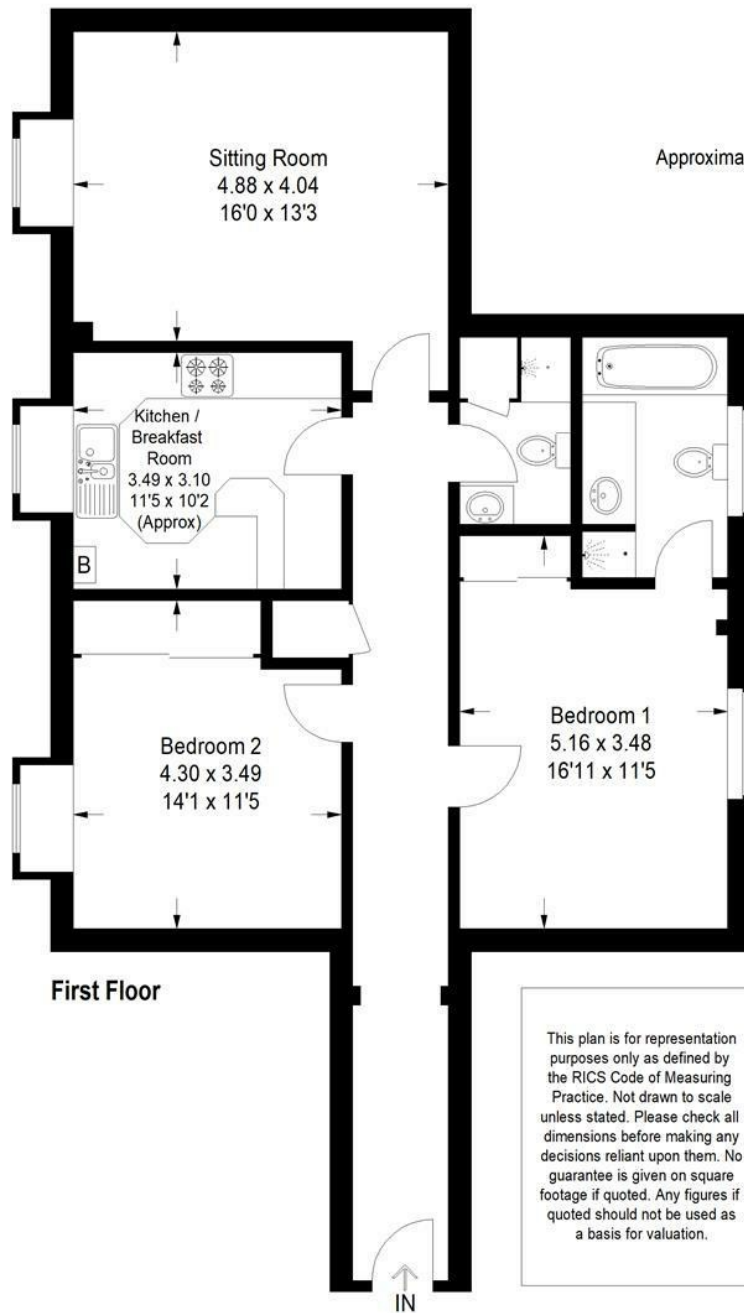 Sitting Room
4.88 x 4.04
16'0 x 13'3
Approxima
Kitchen /
Breakfast
Room
3.49 x 3.10
11'5 x 10'2
(Approx)
B
Bedroom 2
4.30 x 3.49
14'1 x 11'5
Bedroom 1
5.16 x 3.48
16'11 x 11'5
First Floor
This plan is for representation
purposes only as defined by
the RICS Code of Measuring
Practice. Not drawn to scale
unless stated. Please check all
dimensions before making any
decisions reliant upon them. No
guarantee is given on square
footage if quoted. Any figures if
quoted should not be used as
a basis for valuation.
IN